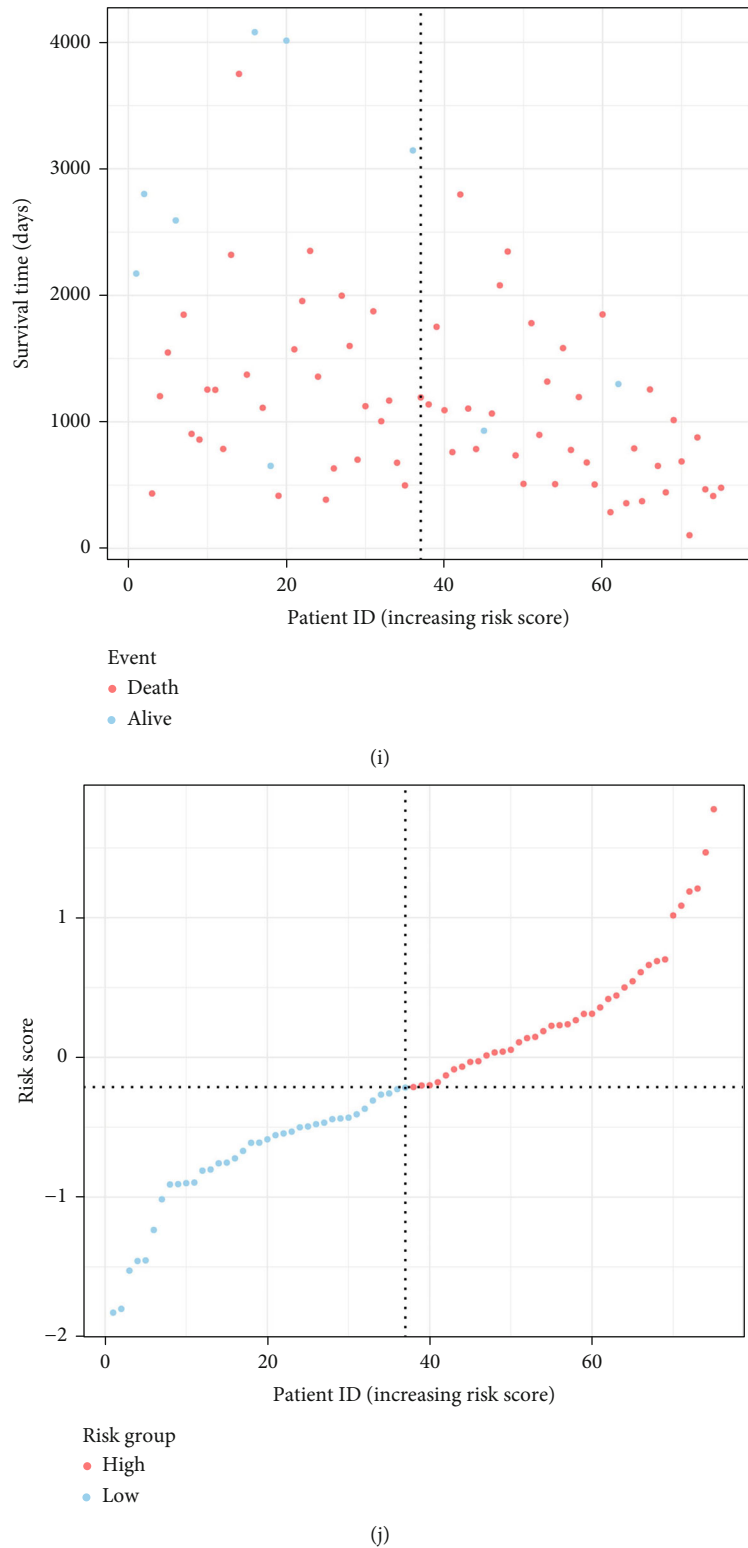 4000
3000
2000
1000
0
Survival time (days)
0 20 40 60
Patient ID (increasing risk score)
Event
Death
Alive
(i)
1
0
−1
−2
Risk score
0 20 40 60
Patient ID (increasing risk score)
Risk group
High
Low
(j)